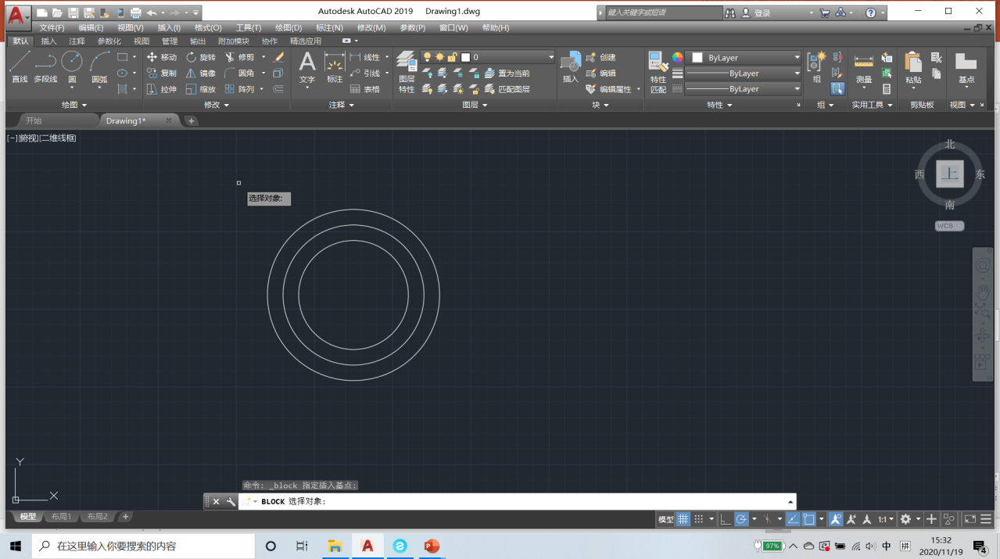 Autodesk AutoCAD 2019 Drawing1.dwg
键入关键字或短语
登录
文件(F) 编辑(E) 视图(V) 插入(I) 格式(O) 工具(T) 绘图(D) 标注(N) 修改(M) 参数(P) 窗口(W) 帮助(H)
默认 插入 注释 参数化 视图 管理 输出 附加模块 协作 精选应用
直线 多段线 圆 圆弧
移动 旋转 修剪
复制 镜像 圆角
拉伸 缩放 阵列
文字 标注
线性
引线
表格
图层特性
0
置为当前
匹配图层
插入
创建
编辑
编辑属性
特性匹配
ByLayer
ByLayer
ByLayer
组
测量
粘贴
基点
绘图 修改 注释 图层 块 特性 组 实用工具 剪贴板 视图
开始 Drawing1*
[−][俯视][二维线框]
北
西 上 东
南
WCS
选择对象:
Y
X
命令: _block 指定插入基点:
BLOCK 选择对象:
模型 布局1 布局2
模型 1:1
在这里输入你要搜索的内容
97%
中 拼
15:32
2020/11/19
4